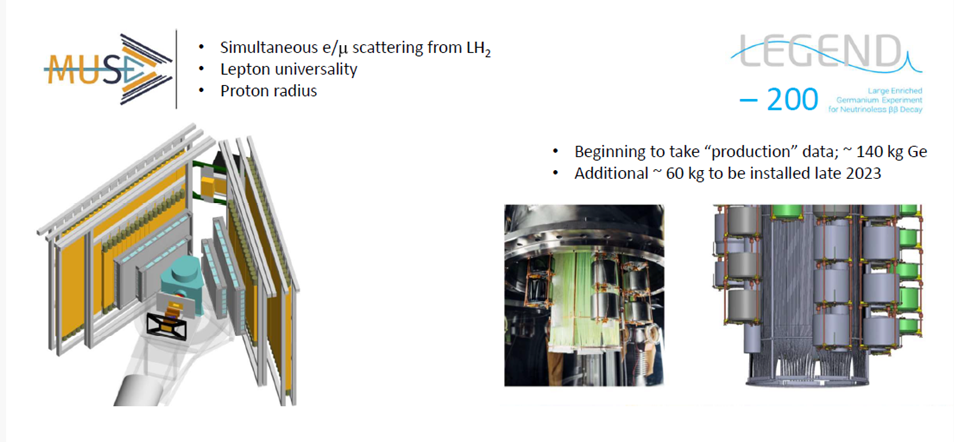 MUSE
• Simultaneous e/μ scattering from LH₂
• Lepton universality
• Proton radius
LEGEND
– 200
Large Enriched
Germanium Experiment
for Neutrinoless ββ Decay
• Beginning to take “production” data; ~ 140 kg Ge
• Additional ~ 60 kg to be installed late 2023